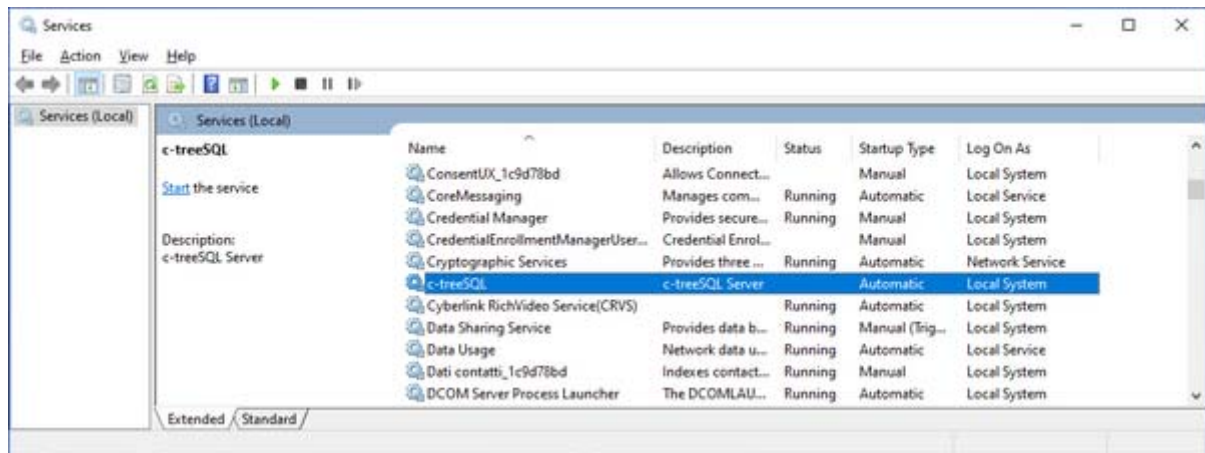 Services
File Action View Help
Services (Local)
Services (Local)
c-treeSQL
Start the service
Description:
c-treeSQL Server
Name Description Status Startup Type Log On As
ConsentUX_1c9d78bd Allows Connect... Manual Local System
CoreMessaging Manages com... Running Automatic Local Service
Credential Manager Provides secure... Running Manual Local System
CredentialEnrollmentManagerUser... Credential Enrol... Manual Local System
Cryptographic Services Provides three ... Running Automatic Network Service
c-treeSQL c-treeSQL Server Automatic Local System
Cyberlink RichVideo Service(CRVS) Running Automatic Local System
Data Sharing Service Provides data b... Running Manual (Trig... Local System
Data Usage Network data u... Running Automatic Local Service
Dati contatti_1c9d78bd Indexes contact... Running Manual Local System
DCOM Server Process Launcher The DCOMLAU... Running Automatic Local System
Extended Standard